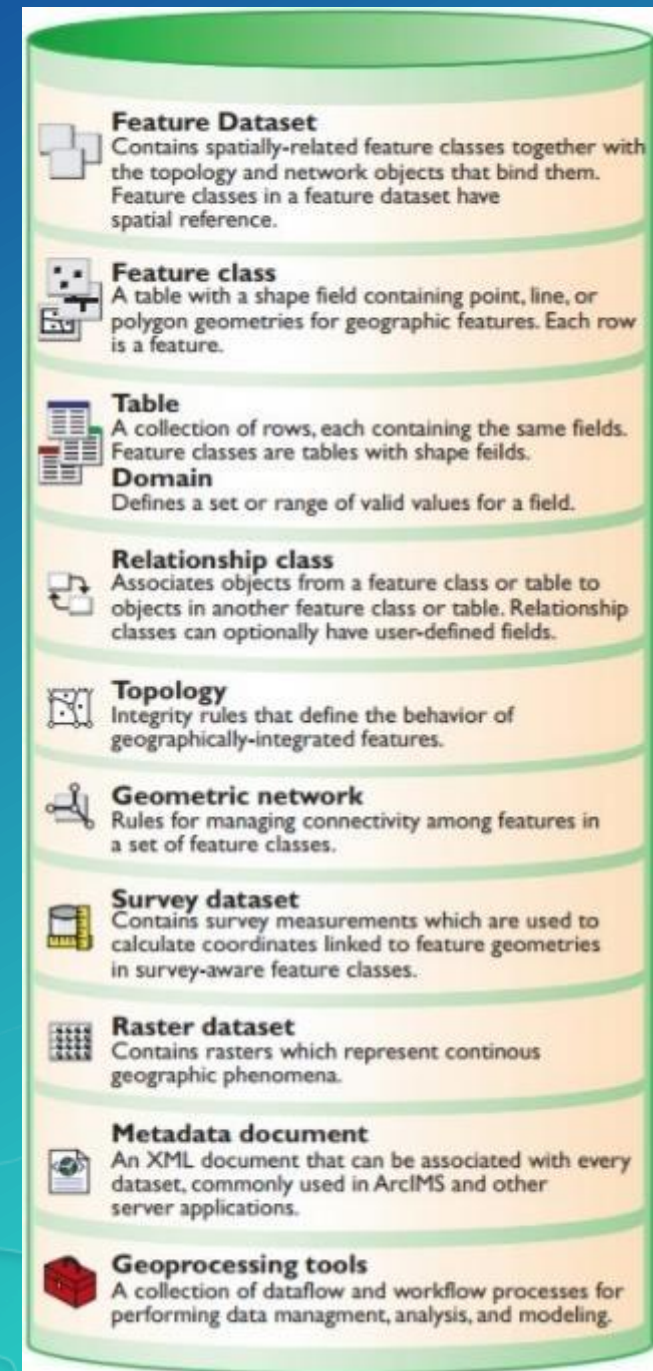 Feature Dataset
Contains spatially-related feature classes together with
the topology and network objects that bind them.
Feature classes in a feature dataset have
spatial reference.
Feature class
A table with a shape field containing point, line, or
polygon geometries for geographic features. Each row
is a feature.
Table
A collection of rows, each containing the same fields.
Feature classes are tables with shape feilds.
Domain
Defines a set or range of valid values for a field.
Relationship class
Associates objects from a feature class or table to
objects in another feature class or table. Relationship
classes can optionally have user-defined fields.
Topology
Integrity rules that define the behavior of
geographically-integrated features.
Geometric network
Rules for managing connectivity among features in
a set of feature classes.
Survey dataset
Contains survey measurements which are used to
calculate coordinates linked to feature geometries
in survey-aware feature classes.
Raster dataset
Contains rasters which represent continous
geographic phenomena.
Metadata document
An XML document that can be associated with every
dataset, commonly used in ArcIMS and other
server applications.
Geoprocessing tools
A collection of dataflow and workflow processes for
performing data managment, analysis, and modeling.